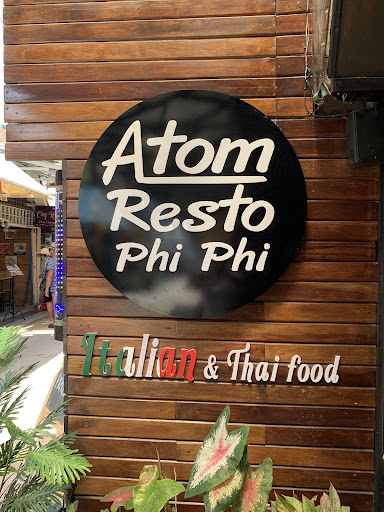 Atom
Resto
Phi Phi
Italian & Thai food